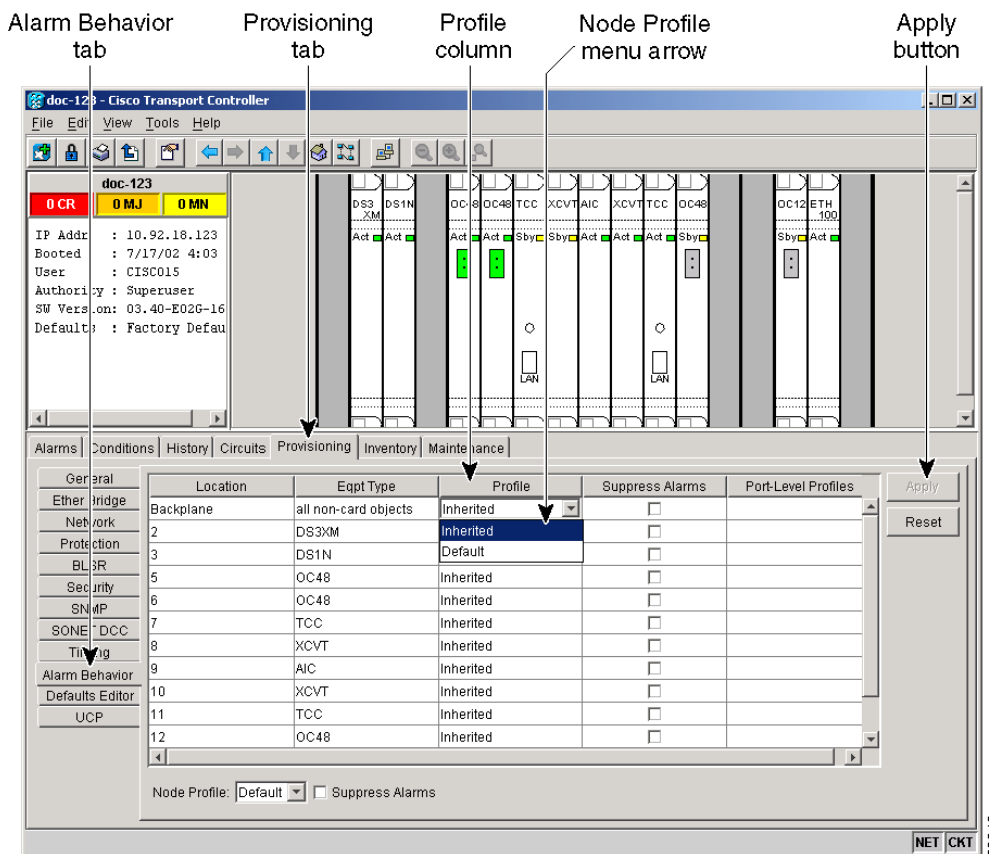 Alarm Behavior tab
Provisioning tab
Profile column
Node Profile menu arrow
Apply button
doc-123 - Cisco Transport Controller
File Edit View Tools Help
doc-123
0 CR 0 MJ 0 MN
IP Addr : 10.92.18.123
Booted : 7/17/02 4:03
User : CISCO15
Authority : Superuser
SW Version: 03.40-E02G-16
Defaults : Factory Defau
DS3 XM DS1N OC48 OC48 TCC XCVT AIC XCVT TCC OC48 OC12 ETH 100
Act Act Act Act Sby Sby Act Act Act Sby Sby Act
LAN LAN
Alarms Conditions History Circuits Provisioning Inventory Maintenance
General
Ether Bridge
Network
Protection
BLSR
Security
SNMP
SONET DCC
Timing
Alarm Behavior
Defaults Editor
UCP
Location Eqpt Type Profile Suppress Alarms Port-Level Profiles
Backplane all non-card objects Inherited
Inherited
Default
2 DS3XM
3 DS1N
5 OC48 Inherited
6 OC48 Inherited
7 TCC Inherited
8 XCVT Inherited
9 AIC Inherited
10 XCVT Inherited
11 TCC Inherited
12 OC48 Inherited
Apply
Reset
Node Profile: Default Suppress Alarms
NET CKT